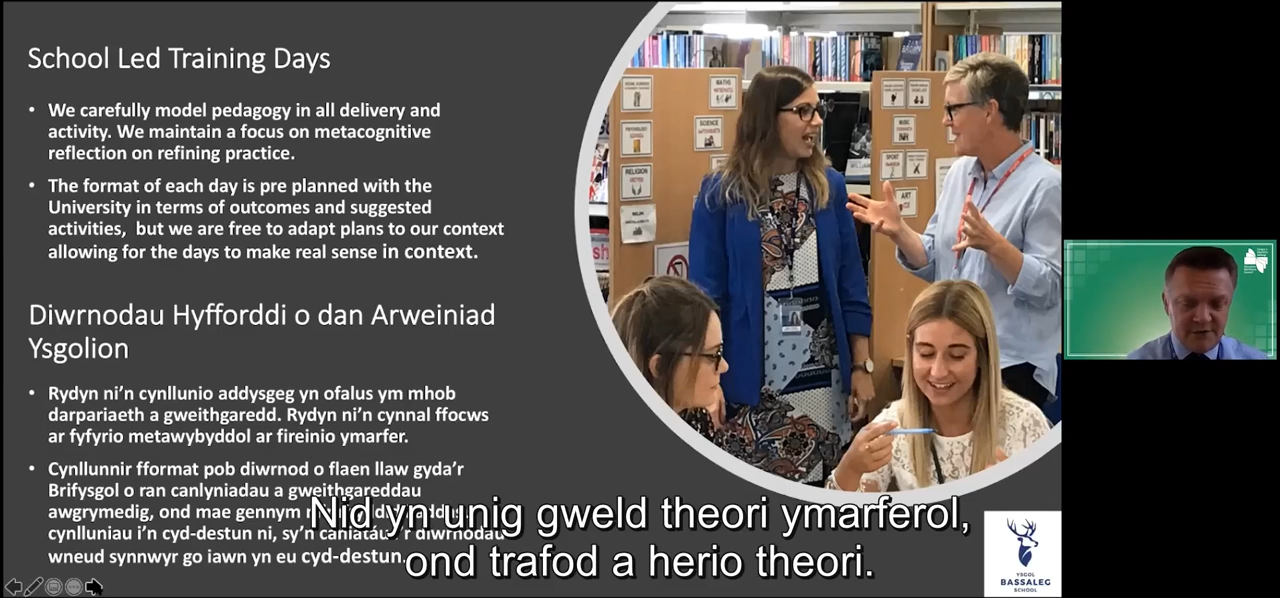 School Led Training Days
• We carefully model pedagogy in all delivery and
activity. We maintain a focus on metacognitive
reflection on refining practice.
• The format of each day is pre planned with the
University in terms of outcomes and suggested
activities, but we are free to adapt plans to our context
allowing for the days to make real sense in context.
Diwrnodau Hyfforddi o dan Arweiniad
Ysgolion
• Rydyn ni'n cynllunio addysgeg yn ofalus ym mhob
darpariaeth a gweithgaredd. Rydyn ni'n cynnal ffocws
ar fyfyrio metawybyddol ar fireinio ymarfer.
• Cynllunnir fformat pob diwrnod o flaen llaw gyda'r
Brifysgol o ran canlyniadau a gweithgareddau
awgrymedig, ond mae gennym
cynlluniau i'n cyd-destun ni, sy'n caniatáu diwrnodau
wneud synnwyr go iawn yn eu cyd-destun.
MATHS
SCIENCE
RELIGION
MUSIC
SPORT
ART
YSGOL
BASSALEG
SCHOOL
Nid yn unig gweld theori ymarferol,
ond trafod a herio theori.